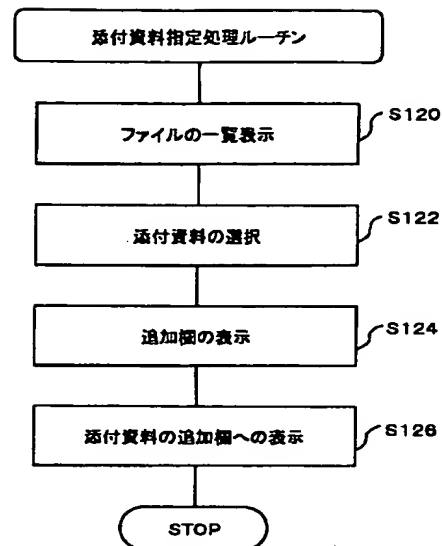 添付資料指定処理ルーチン
ファイルの一覧表示
S120
添付資料の選択
S122
追加欄の表示
S124
添付資料の追加欄への表示
S126
STOP